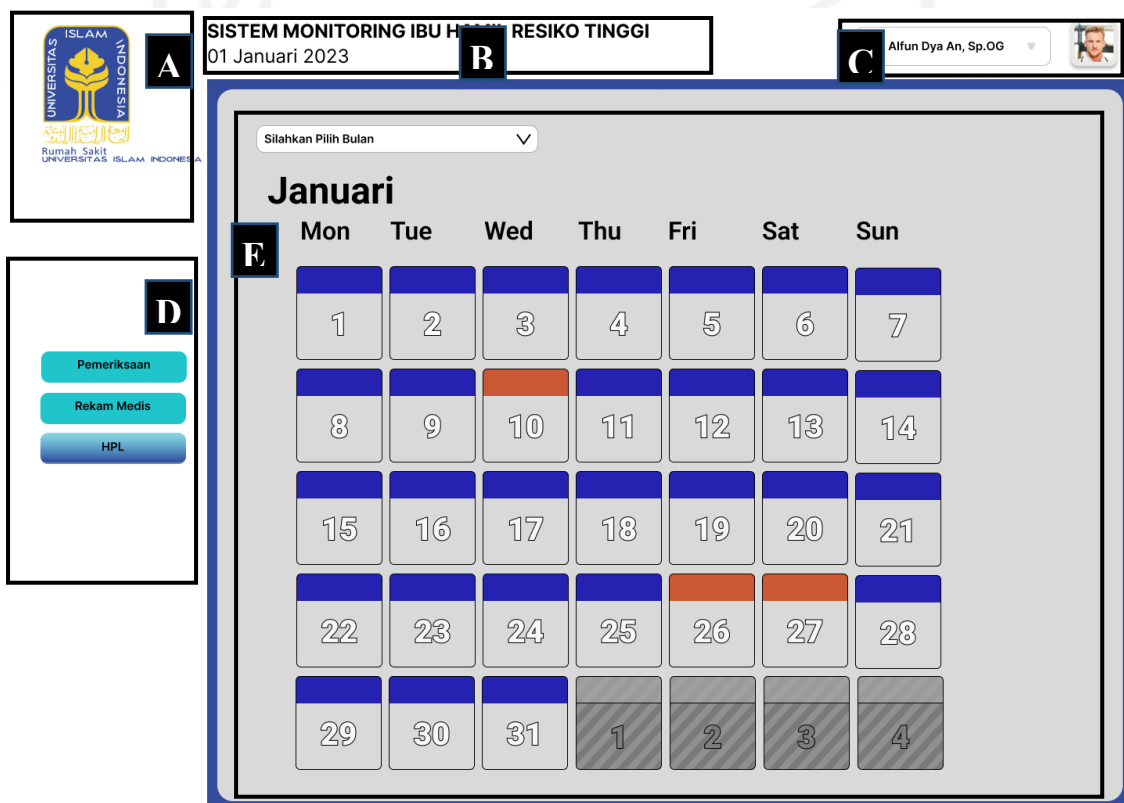 ISLAM
UNIVERSITAS
INDONESIA
Rumah Sakit
UNIVERSITAS ISLAM INDONESIA
A
SISTEM MONITORING IBU HAMIL RESIKO TINGGI
01 Januari 2023
B
C
Alfun Dya An, Sp.OG
D
Pemeriksaan
Rekam Medis
HPL
Silahkan Pilih Bulan
Januari
E
Mon Tue Wed Thu Fri Sat Sun
1 2 3 4 5 6 7
8 9 10 11 12 13 14
15 16 17 18 19 20 21
22 23 24 25 26 27 28
29 30 31 1 2 3 4